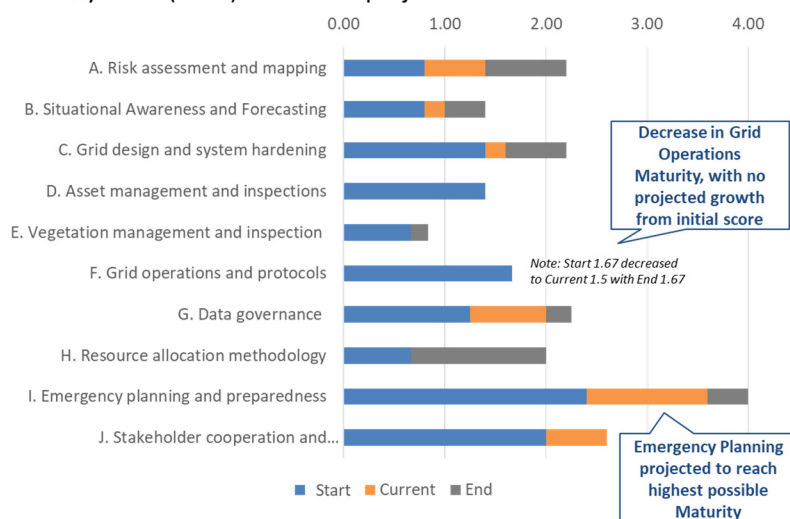 0.00 1.00 2.00 3.00 4.00
A. Risk assessment and mapping
B. Situational Awareness and Forecasting
C. Grid design and system hardening
D. Asset management and inspections
E. Vegetation management and inspection
F. Grid operations and protocols
G. Data governance
H. Resource allocation methodology
I. Emergency planning and preparedness
J. Stakeholder cooperation and...
Decrease in Grid
Operations
Maturity, with no
projected growth
from initial score
Note: Start 1.67 decreased
to Current 1.5 with End 1.67
Emergency Planning
projected to reach
highest possible
Maturity
Start Current End